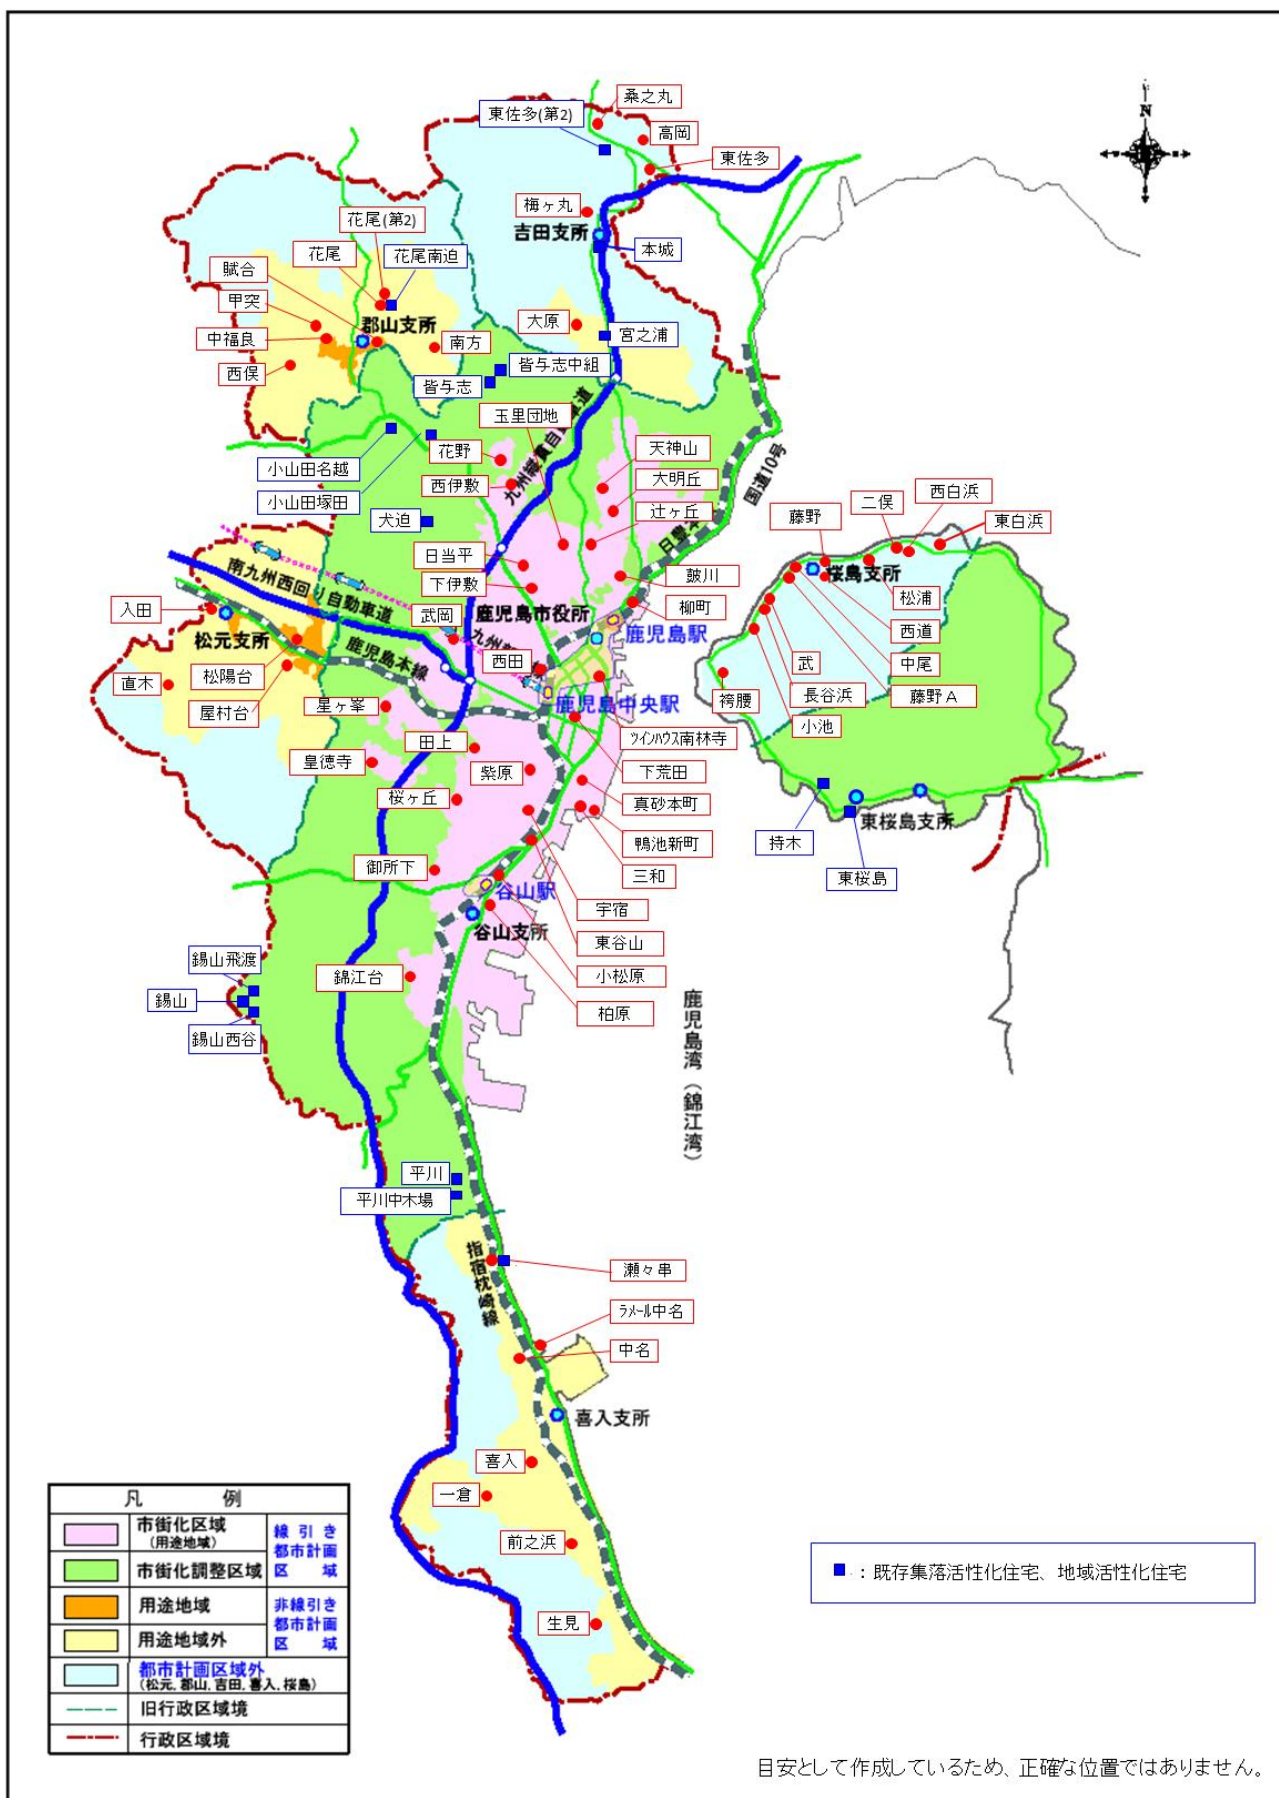 桑之丸
東佐多(第2)
高岡
N
東佐多
梅ヶ丸
花尾(第2)
吉田支所
花尾
花尾南迫
本城
賦合
甲突
郡山支所
大原
中福良
南方
宮之浦
西俣
皆与志中組
皆与志
玉里団地
九州縦貫自動車道
天神山
花野
小山田名越
西伊敷
大明丘
国道10号
小山田塚田
西白浜
二俣
犬迫
辻ヶ丘
藤野
東白浜
日豊本
日当平
桜島支所
南九州西回り自動車道
下伊敷
皷川
松浦
入田
武岡
鹿児島市役所
柳町
松元支所
鹿児島駅
西道
九州新
鹿児島本線
西田
武
中尾
直木
松陽台
長谷浜
藤野A
袴腰
屋村台
星ヶ峯
鹿児島中央駅
小池
ツインハウス南林寺
田上
皇徳寺
紫原
下荒田
桜ヶ丘
真砂本町
東桜島支所
鴨池新町
持木
御所下
三和
東桜島
谷山駅
宇宿
谷山支所
東谷山
錫山飛渡
錦江台
小松原
錫山
柏原
錫山西谷
鹿児島湾(錦江湾)
平川
平川中木場
指宿枕崎線
瀬々串
ラメール中名
中名
喜入支所
喜入
一倉
前之浜
生見
凡 例
市街化区域
(用途地域)
線引き
都市計画
区 域
市街化調整区域
用途地域
非線引き
都市計画
区 域
用途地域外
都市計画区域外
(松元,郡山,吉田,喜入,桜島)
旧行政区域境
行政区域境
:既存集落活性化住宅、地域活性化住宅
目安として作成しているため、正確な位置ではありません。